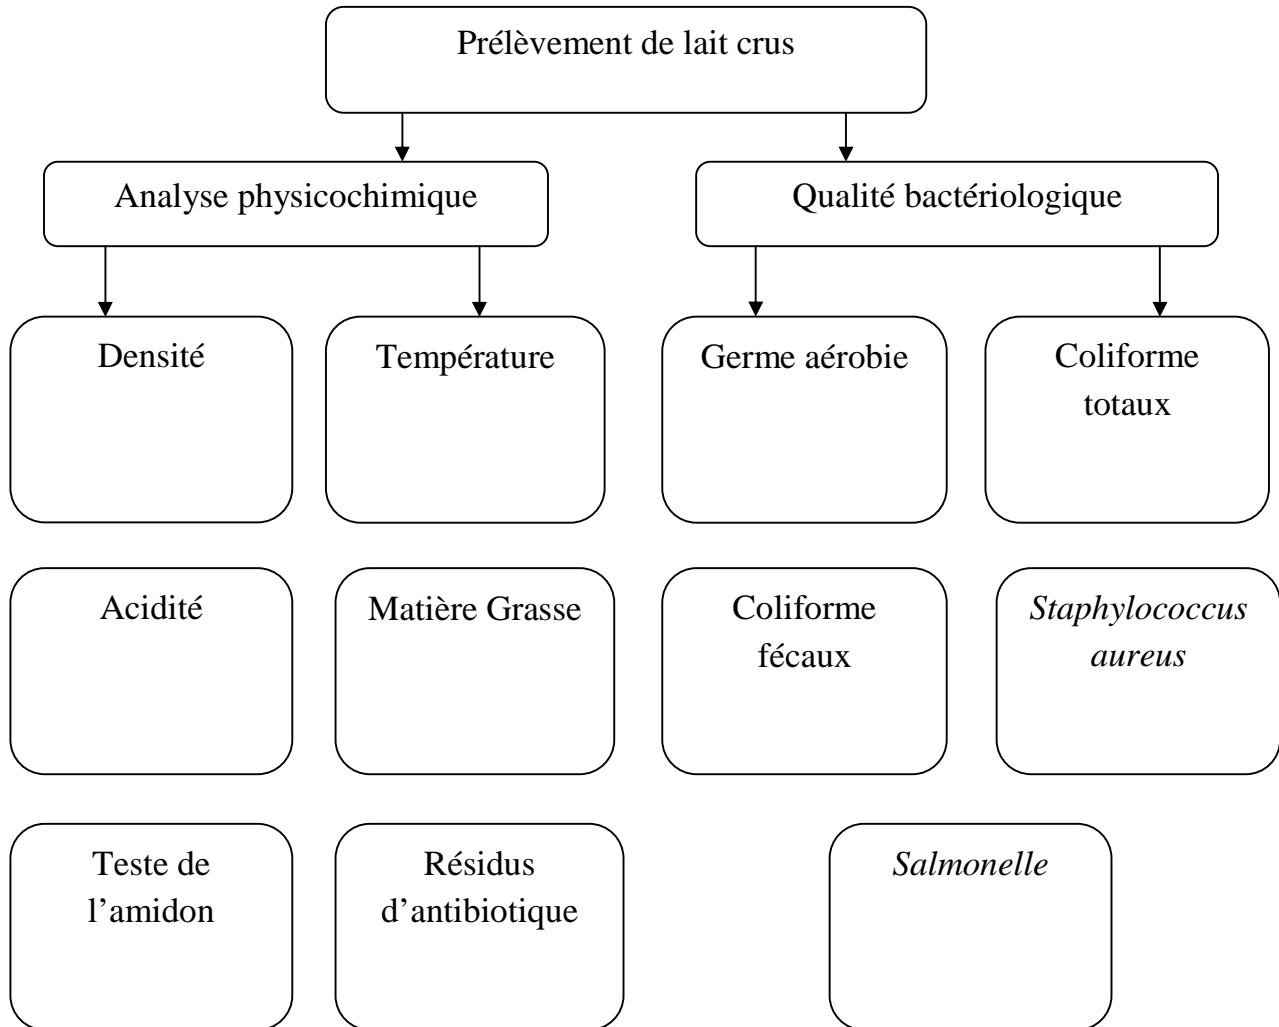 Prélèvement de lait crus
Analyse physicochimique
Qualité bactériologique
Densité
Température
Germe aérobie
Coliforme
totaux
Acidité
Matière Grasse
Coliforme
fécaux
Staphylococcus
aureus
Teste de
l’amidon
Résidus
d’antibiotique
Salmonelle